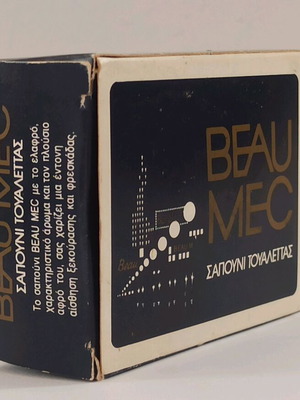 BEAU
MEC
ΣΑΠΟΥΝΙ ΤΟΥΑΛΕΤΤΑΣ
BEAU MEC
ΣΑΠΟΥΝΙ ΤΟΥΑΛΕΤΤΑΣ
Το σαπούνι BEAU MEC με το ελαφρό,
χαρακτηριστικό άρωμα και τον πλούσιο
αφρό του, σας χαρίζει μια έντονη
αίσθηση ξεκούρασης και φρεσκάδας.